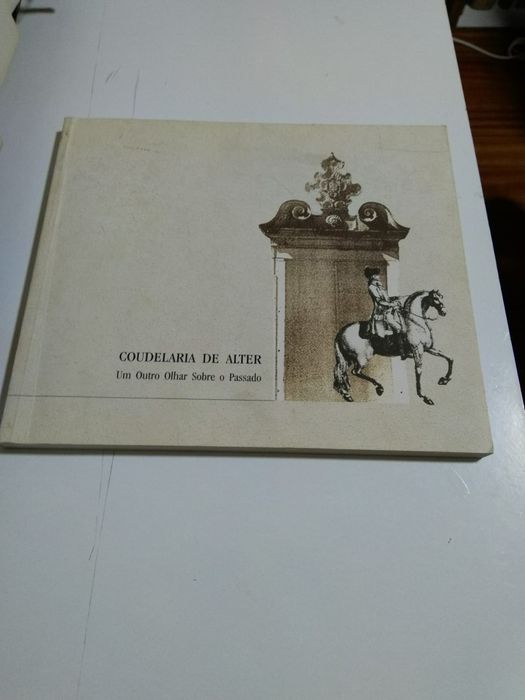 COUDELARIA DE ALTER
Um Outro Olhar Sobre o Passado